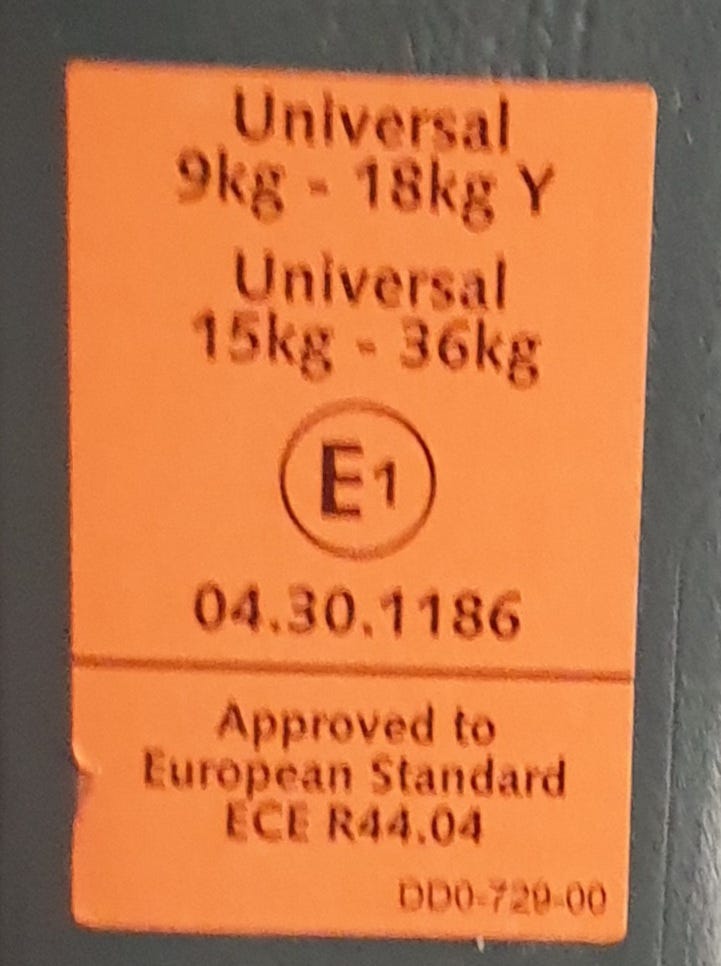 Universal
9kg - 18kg Y
Universal
15kg - 36kg
E1
04.30.1186
Approved to
European Standard
ECE R44.04
DD0-729-00